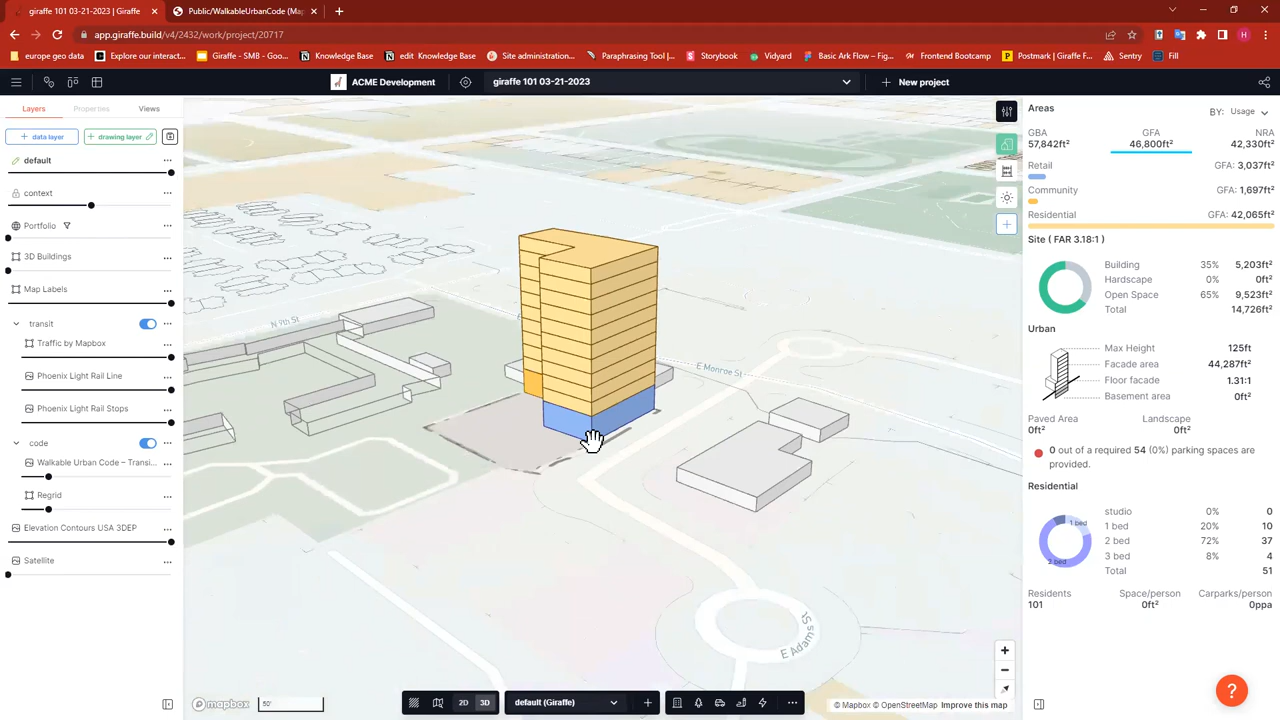 giraffe 101 03-21-2023 | Giraffe
Public/WalkableUrbanCode (Map
app.giraffe.build/v4/2432/work/project/20717
europe geo data
Explore our interact...
Giraffe - SMB - Goo...
Knowledge Base
edit Knowledge Base
Site administration...
Paraphrasing Tool |...
Storybook
Vidyard
Basic Ark Flow – Fig...
Frontend Bootcamp
Postmark | Giraffe F...
Sentry
Fill
ACME Development
giraffe 101 03-21-2023
New project
Layers
Properties
Views
+ data layer
+ drawing layer
default
context
Portfolio
3D Buildings
Map Labels
transit
Traffic by Mapbox
Phoenix Light Rail Line
Phoenix Light Rail Stops
code
Walkable Urban Code – Transi...
Regrid
Elevation Contours USA 3DEP
Satellite
N 9th St
E Monroe St
E Adams St
mapbox
50'
2D
3D
default (Giraffe)
© Mapbox © OpenStreetMap Improve this map
Areas
BY: Usage
GBA GFA NRA
57,842ft² 46,800ft² 42,330ft²
Retail GFA: 3,037ft²
Community GFA: 1,697ft²
Residential GFA: 42,065ft²
Site ( FAR 3.18:1 )
Building 35% 5,203ft²
Hardscape 0% 0ft²
Open Space 65% 9,523ft²
Total 14,726ft²
Urban
Max Height 125ft
Facade area 44,287ft²
Floor facade 1.31:1
Basement area 0ft²
Paved Area Landscape
0ft² 0ft²
0 out of a required 54 (0%) parking spaces are
provided.
Residential
studio 0% 0
1 bed 20% 10
2 bed 72% 37
3 bed 8% 4
Total 51
1 bed
2 bed
Residents Space/person Carparks/person
101 0ft² 0ppa
?